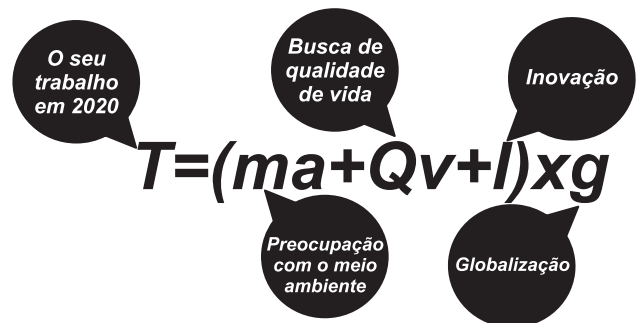 O seu
trabalho
em 2020
Busca de
qualidade
de vida
Inovação
T=(ma+Qv+I)xg
Preocupação
com o meio
ambiente
Globalização